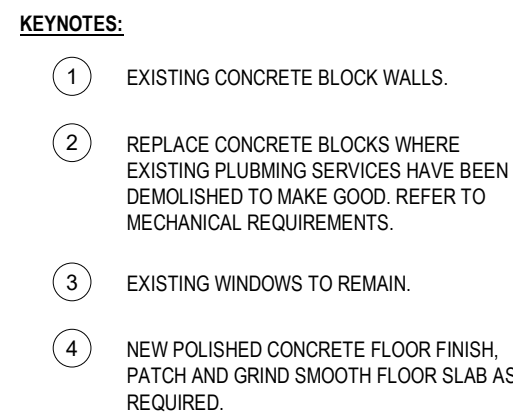 KEYNOTES:
1 EXISTING CONCRETE BLOCK WALLS.
2 REPLACE CONCRETE BLOCKS WHERE
EXISTING PLUBMING SERVICES HAVE BEEN
DEMOLISHED TO MAKE GOOD. REFER TO
MECHANICAL REQUIREMENTS.
3 EXISTING WINDOWS TO REMAIN.
4 NEW POLISHED CONCRETE FLOOR FINISH,
PATCH AND GRIND SMOOTH FLOOR SLAB AS
REQUIRED.